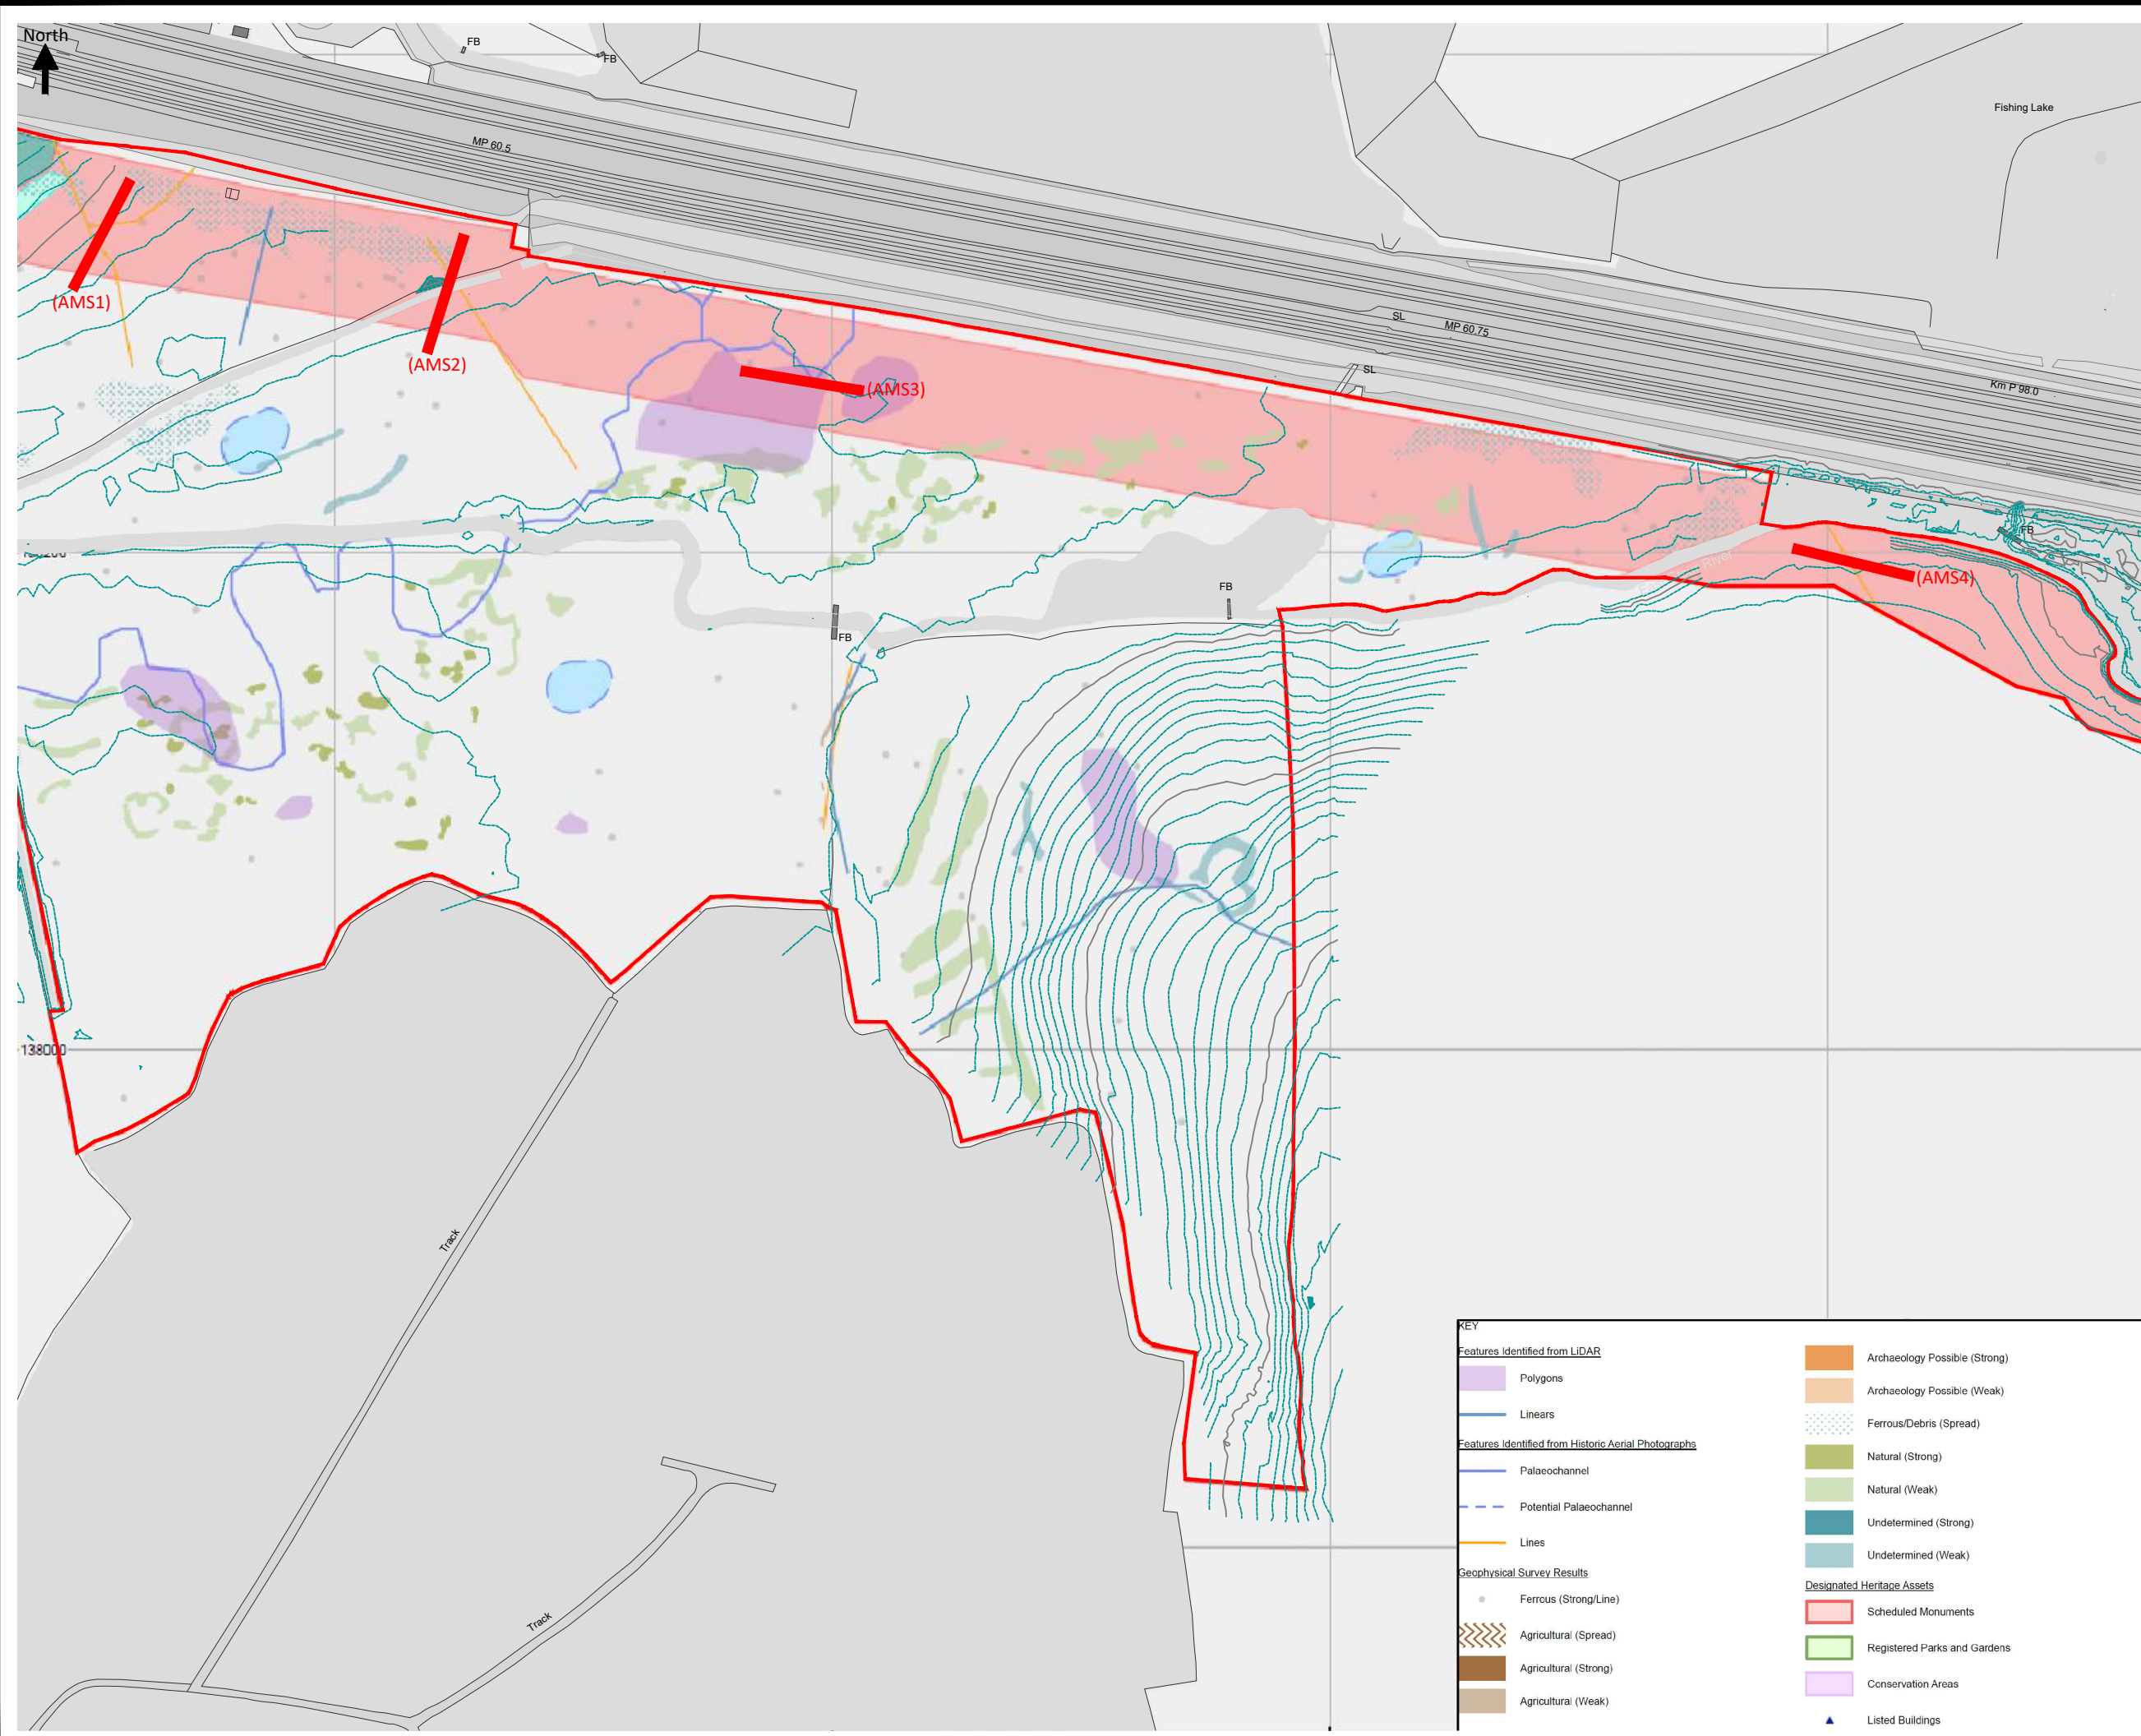 North
FB
FB
Fishing Lake
MP 60.5
(AMS1)
SL
MP 60.75
(AMS2)
SL
(AMS3)
Km P 98.0
FB
River
(AMS4)
FB
FB
138000
Track
Track
KEY
Features Identified from LiDAR
Polygons
Linears
Features Identified from Historic Aerial Photographs
Palaeochannel
Potential Palaeochannel
Lines
Geophysical Survey Results
Ferrous (Strong/Line)
Agricultural (Spread)
Agricultural (Strong)
Agricultural (Weak)
Archaeology Possible (Strong)
Archaeology Possible (Weak)
Ferrous/Debris (Spread)
Natural (Strong)
Natural (Weak)
Undetermined (Strong)
Undetermined (Weak)
Designated Heritage Assets
Scheduled Monuments
Registered Parks and Gardens
Conservation Areas
Listed Buildings